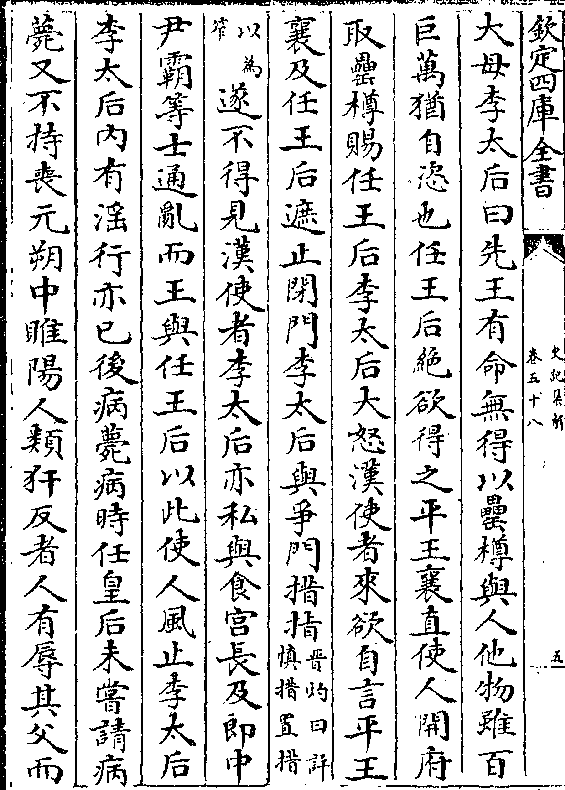 欽定四庫全書
史記集解
卷五十八
五
大母李太后曰先王有命無得以罍樽與人他物雖百
巨萬猶自恣也任王后絶欲得之平王襄直使人開府
取罍樽賜任王后李太后大怒漢使者來欲自言平王
襄及任王后遮止閉門李太后與爭門措指晋灼曰許
慎措置措
以為
笮遂不得見漢使者李太后亦私與食宫長及郎中
尹霸等士通亂而王與任王后以此使人風止李太后
李太后内有淫行亦已後病薨病時任皇后未嘗請病
薨又不持喪元朔中睢陽人類犴反者人有辱其父而